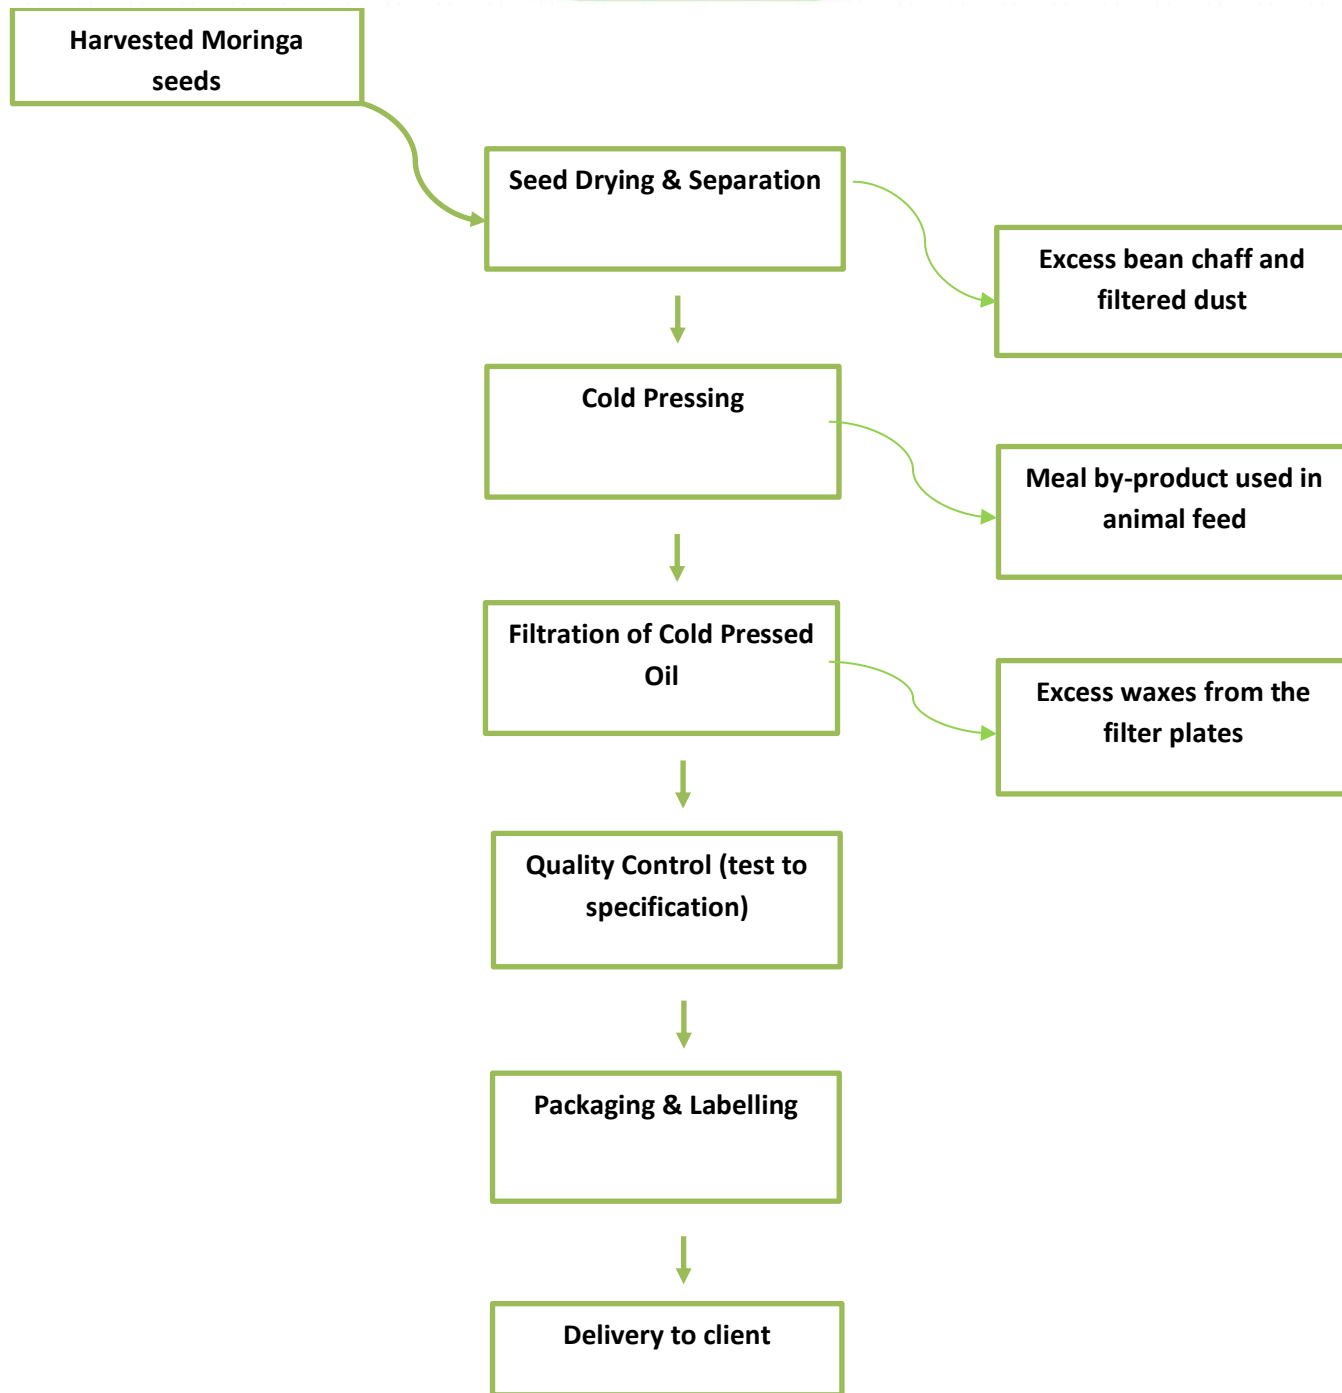 Harvested Moringa
seeds
Seed Drying & Separation
Excess bean chaff and
filtered dust
Cold Pressing
Meal by-product used in
animal feed
Filtration of Cold Pressed
Oil
Excess waxes from the
filter plates
Quality Control (test to
specification)
Packaging & Labelling
Delivery to client